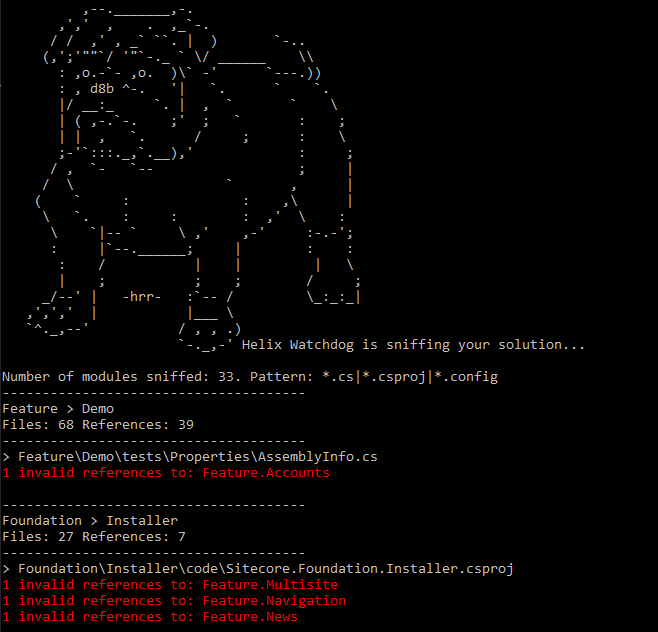 d8b
-hrr-
Helix Watchdog is sniffing your solution...
Number of modules sniffed: 33. Pattern: *.cs|*.csproj|*.config
--------------------------------------
Feature > Demo
Files: 68 References: 39
--------------------------------------
> Feature\Demo\tests\Properties\AssemblyInfo.cs
1 invalid references to: Feature.Accounts
--------------------------------------
Foundation > Installer
Files: 27 References: 7
--------------------------------------
> Foundation\Installer\code\Sitecore.Foundation.Installer.csproj
1 invalid references to: Feature.Multisite
1 invalid references to: Feature.Navigation
1 invalid references to: Feature.News